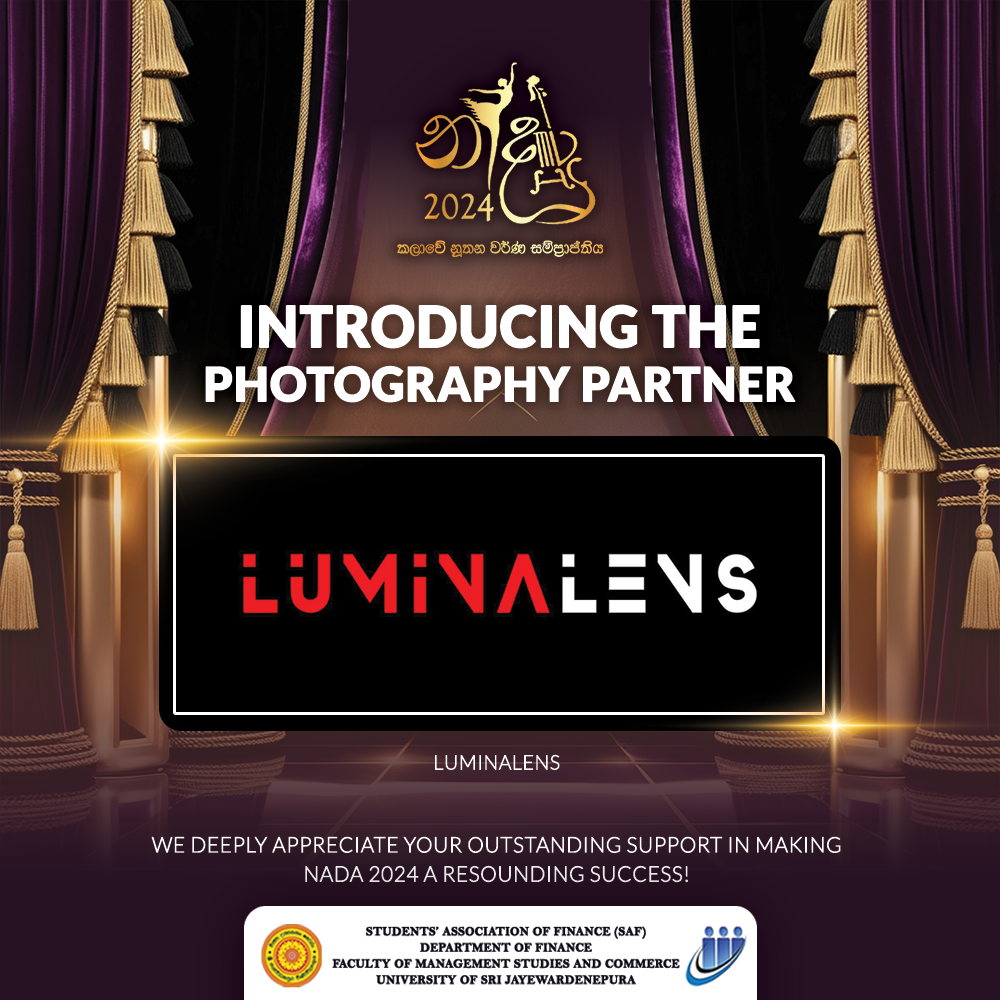 නාද
2024
කලාවේ නූතන වර්ණ සම්ප්‍රාප්තිය
INTRODUCING THE
PHOTOGRAPHY PARTNER
LUMINALENS
LUMINALENS
WE DEEPLY APPRECIATE YOUR OUTSTANDING SUPPORT IN MAKING
NADA 2024 A RESOUNDING SUCCESS!
STUDENTS' ASSOCIATION OF FINANCE (SAF)
DEPARTMENT OF FINANCE
FACULTY OF MANAGEMENT STUDIES AND COMMERCE
UNIVERSITY OF SRI JAYEWARDENEPURA